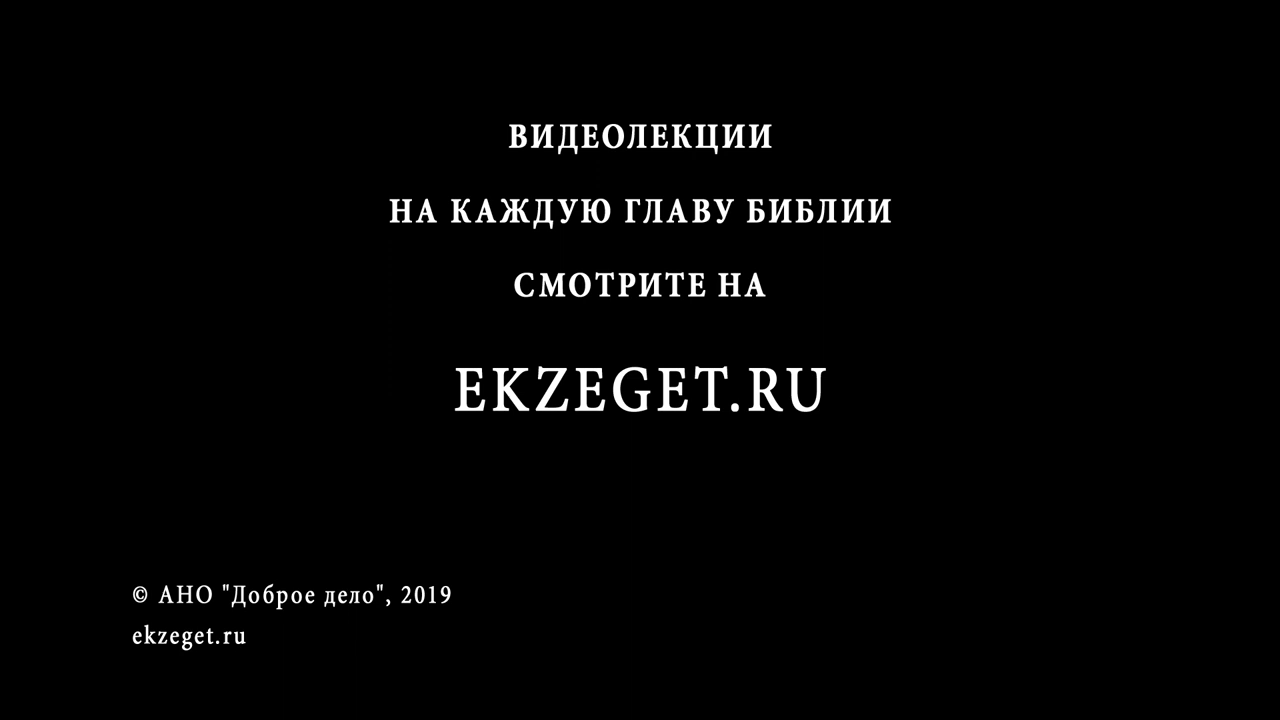 ВИДЕОЛЕКЦИИ
НА КАЖДУЮ ГЛАВУ БИБЛИИ
СМОТРИТЕ НА
EKZEGET.RU
© АНО "Доброе дело", 2019
ekzeget.ru